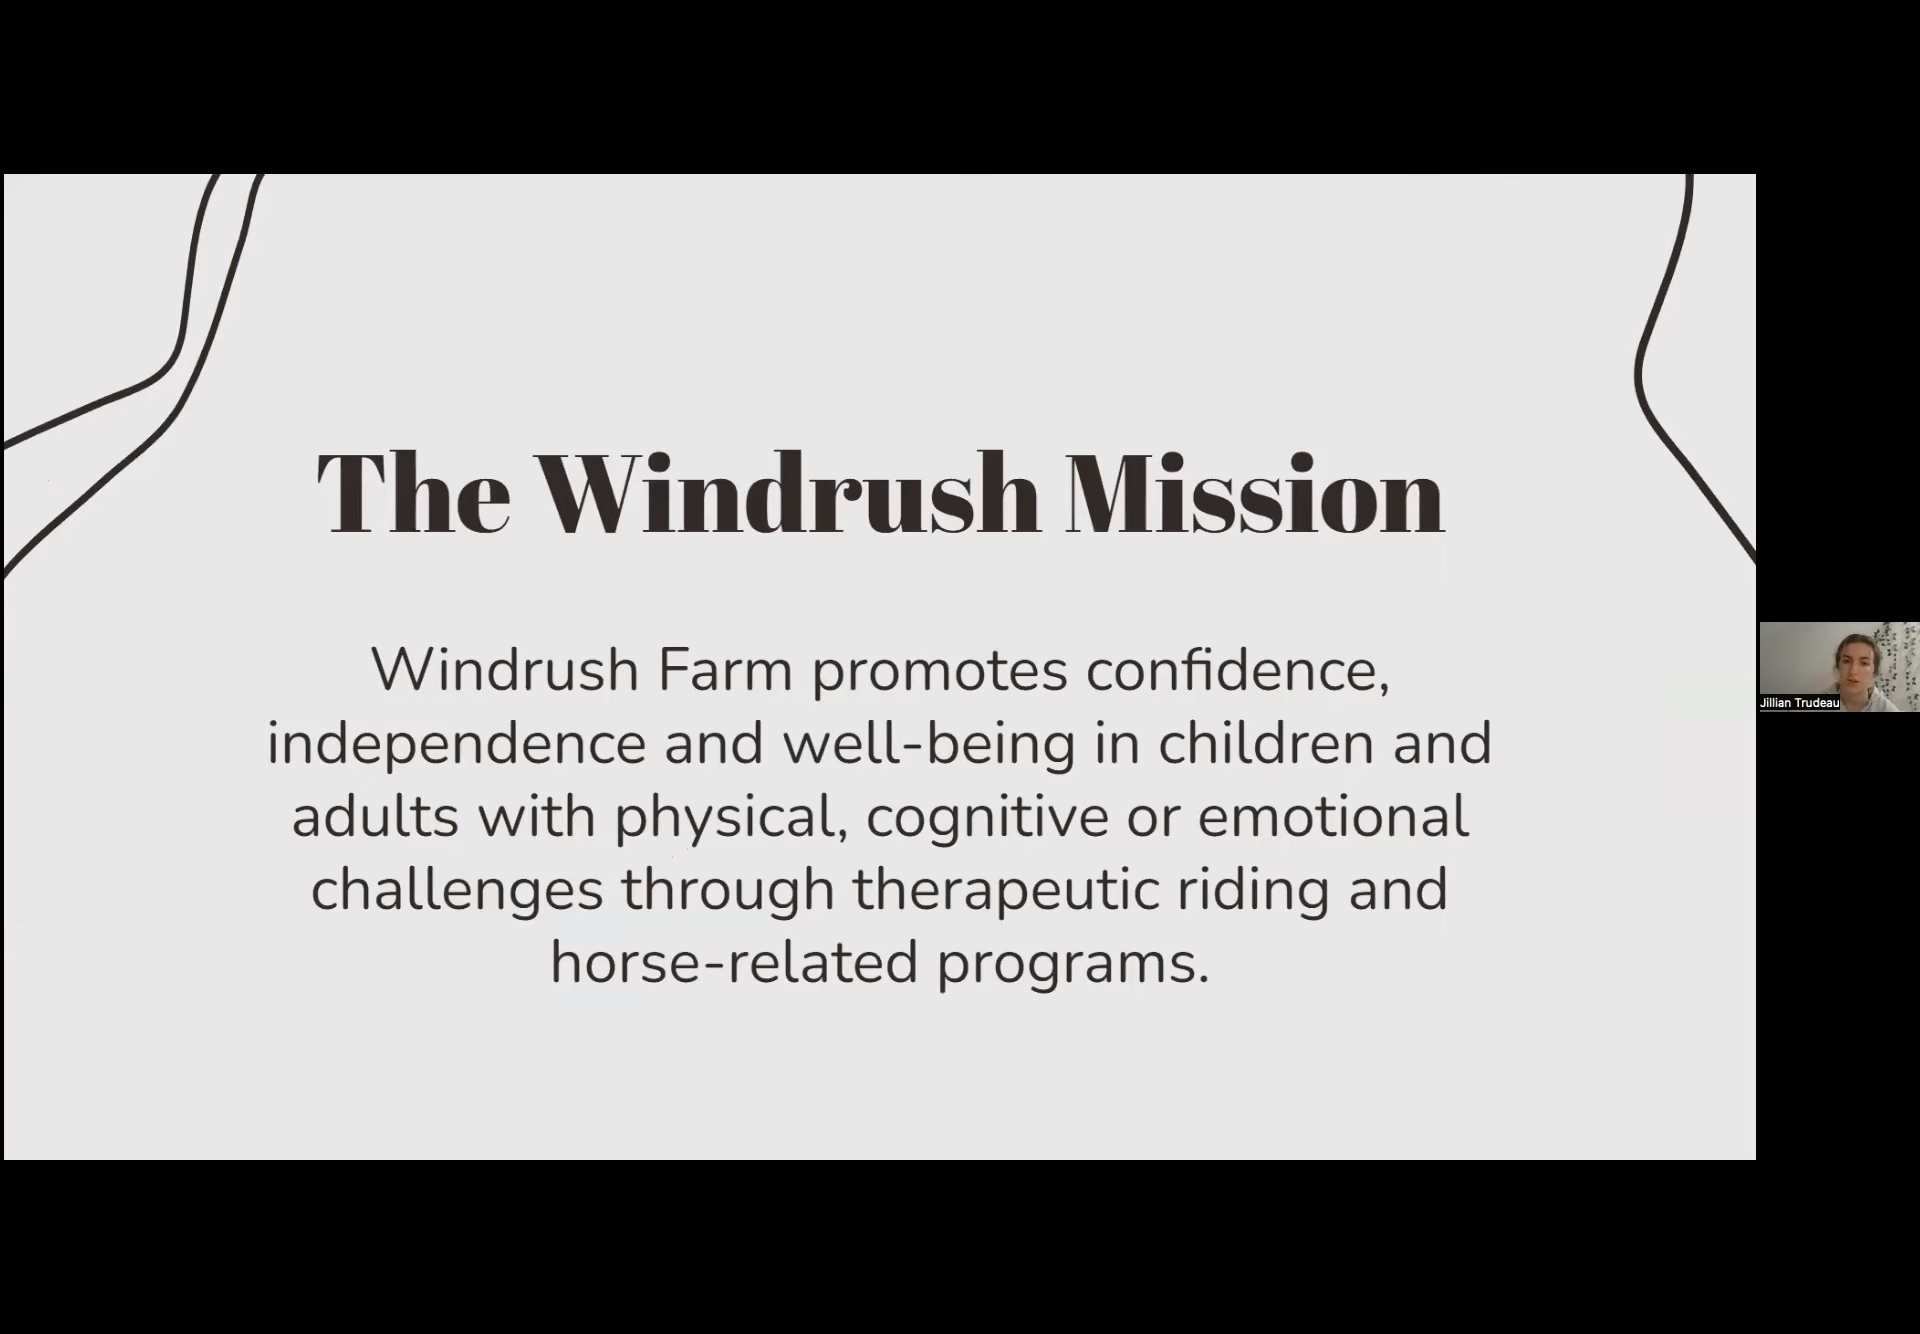 The Windrush Mission
Windrush Farm promotes confidence,
independence and well-being in children and
adults with physical, cognitive or emotional
challenges through therapeutic riding and
horse-related programs.
Jillian Trudeau